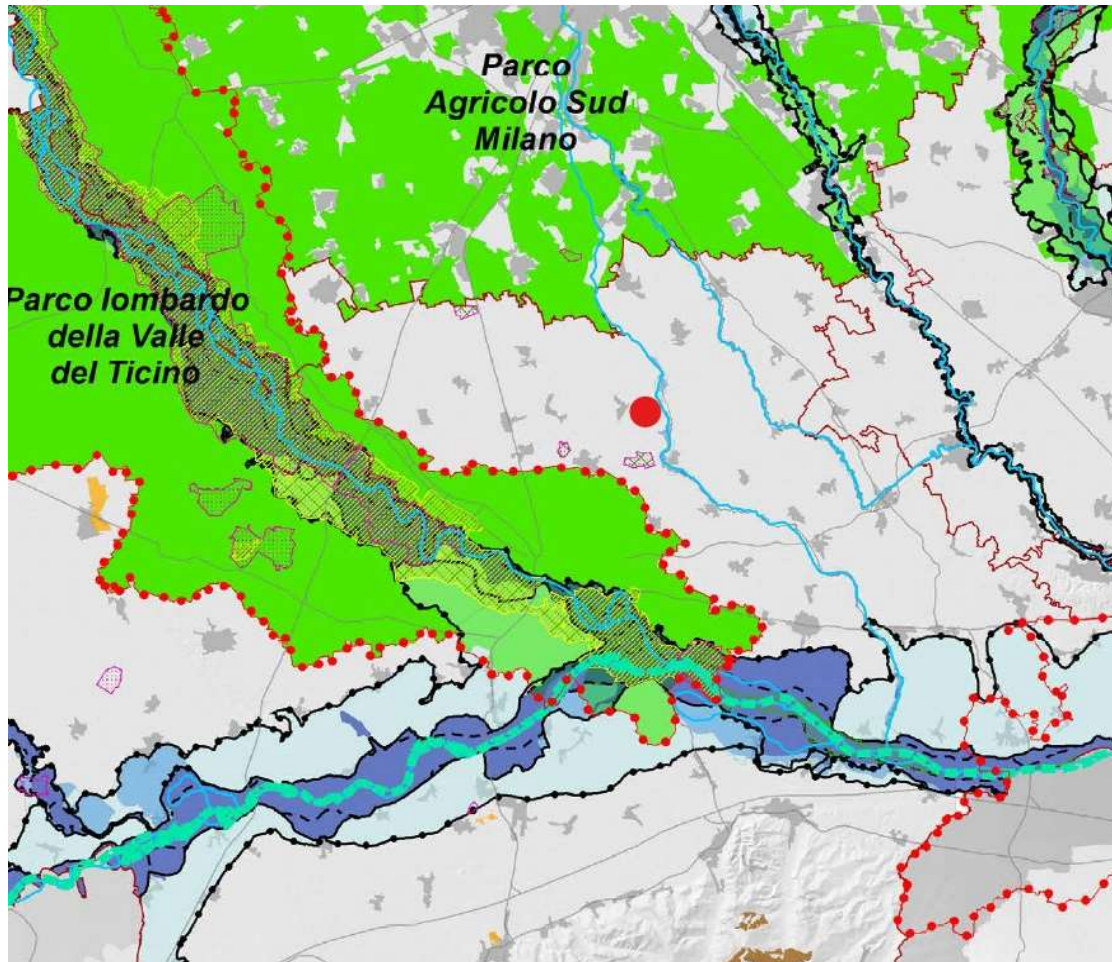 Parco
Agricolo Sud
Milano
Parco lombardo
della Valle
del Ticino